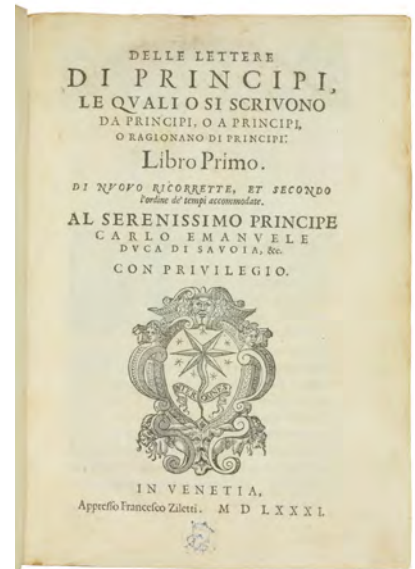 DELLE LETTERE
DI PRINCIPI,
LE QVALI O SI SCRIVONO
DA PRINCIPI, O A PRINCIPI,
O RAGIONANO DI PRINCIPI.
Libro Primo.
DI NVOVO RICORRETTE, ET SECONDO
l'ordine de' tempi accommodate.
AL SERENISSIMO PRINCIPE
CARLO EMANVELE
DVCA DI SAVOIA, &c.
CON PRIVILEGIO.
INTER OMNES
IN VENETIA,
Appresso Francesco Ziletti. M D LXXXI.